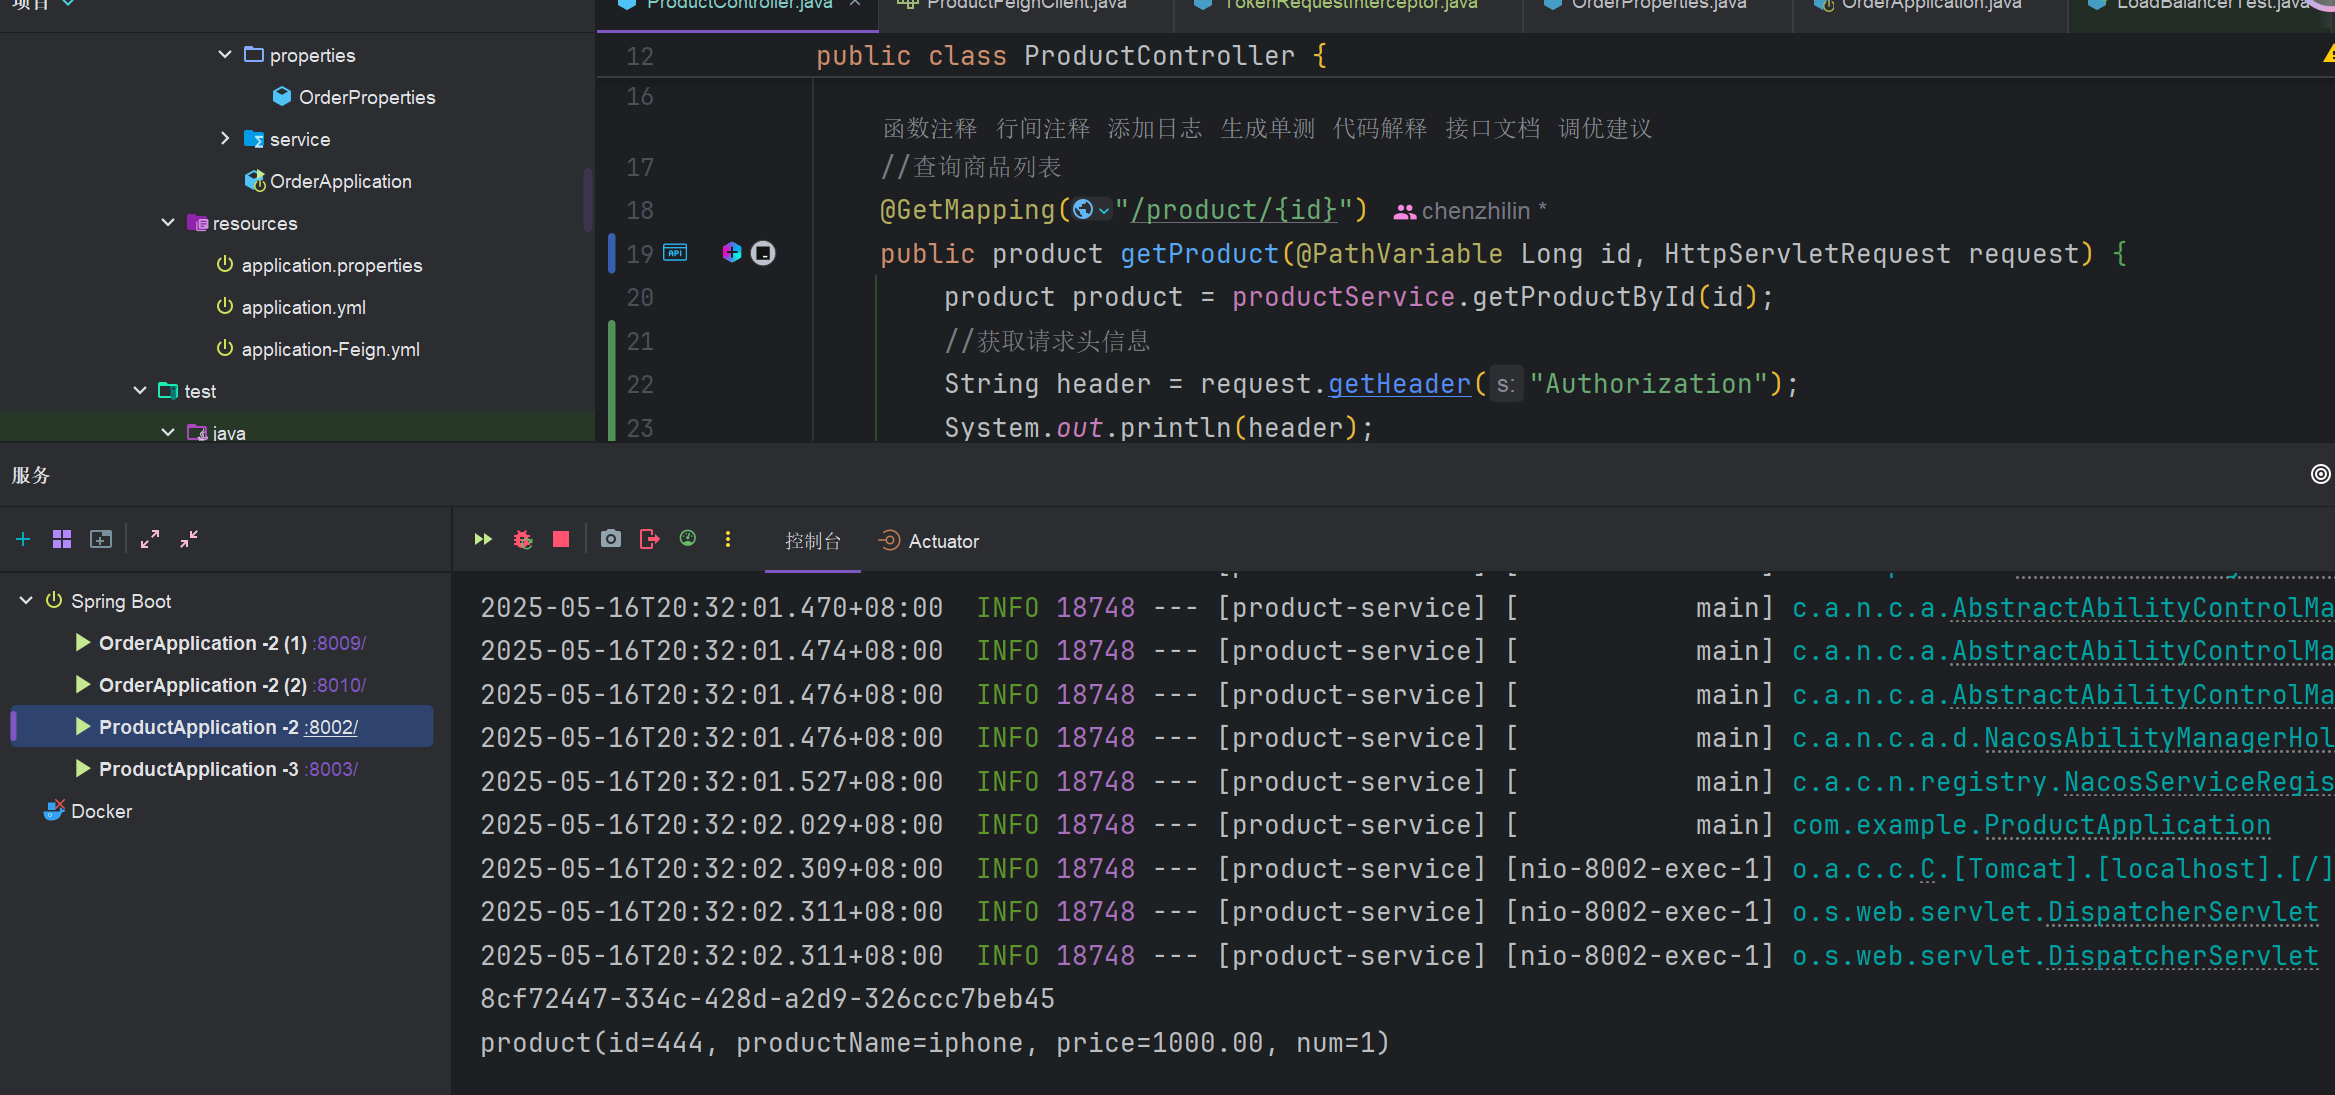 项目
properties
OrderProperties
service
OrderApplication
resources
application.properties
application.yml
application-Feign.yml
test
java
ProductController.java
ProductFeignClient.java
TokenRequestInterceptor.java
OrderProperties.java
OrderApplication.java
LoadBalancerTest.java
12 public class ProductController {
16
函数注释 行间注释 添加日志 生成单测 代码解释 接口文档 调优建议
17 //查询商品列表
18 @GetMapping("/product/{id}") chenzhilin *
19 API public product getProduct(@PathVariable Long id, HttpServletRequest request) {
20 product product = productService.getProductById(id);
21 //获取请求头信息
22 String header = request.getHeader( s: "Authorization");
23 System.out.println(header);
服务
控制台 Actuator
Spring Boot
OrderApplication -2 (1) :8009/
OrderApplication -2 (2) :8010/
ProductApplication -2 :8002/
ProductApplication -3 :8003/
Docker
2025-05-16T20:32:01.470+08:00  INFO 18748 --- [product-service] [           main] c.a.n.c.a.AbstractAbilityControlMa
2025-05-16T20:32:01.474+08:00  INFO 18748 --- [product-service] [           main] c.a.n.c.a.AbstractAbilityControlMa
2025-05-16T20:32:01.476+08:00  INFO 18748 --- [product-service] [           main] c.a.n.c.a.AbstractAbilityControlMa
2025-05-16T20:32:01.476+08:00  INFO 18748 --- [product-service] [           main] c.a.n.c.a.d.NacosAbilityManagerHol
2025-05-16T20:32:01.527+08:00  INFO 18748 --- [product-service] [           main] c.a.c.n.registry.NacosServiceRegis
2025-05-16T20:32:02.029+08:00  INFO 18748 --- [product-service] [           main] com.example.ProductApplication
2025-05-16T20:32:02.309+08:00  INFO 18748 --- [product-service] [nio-8002-exec-1] o.a.c.c.C.[Tomcat].[localhost].[/]
2025-05-16T20:32:02.311+08:00  INFO 18748 --- [product-service] [nio-8002-exec-1] o.s.web.servlet.DispatcherServlet
2025-05-16T20:32:02.311+08:00  INFO 18748 --- [product-service] [nio-8002-exec-1] o.s.web.servlet.DispatcherServlet
8cf72447-334c-428d-a2d9-326ccc7beb45
product(id=444, productName=iphone, price=1000.00, num=1)